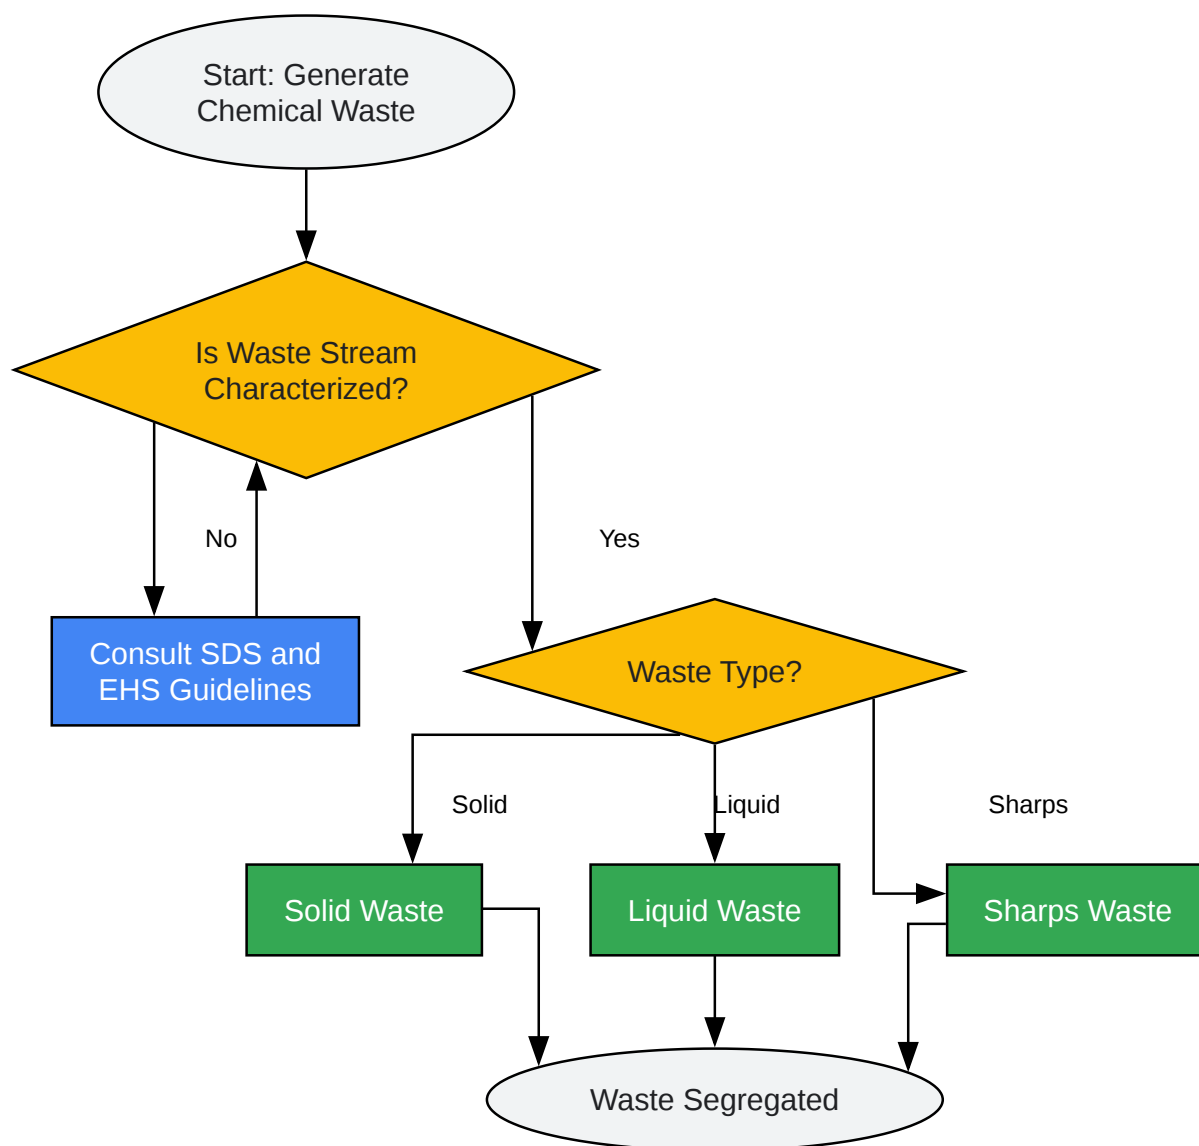 Start: Generate
Chemical Waste
Is Waste Stream
Characterized?
No
Yes
Consult SDS and
EHS Guidelines
Waste Type?
Solid
Liquid
Sharps
Solid Waste
Liquid Waste
Sharps Waste
Waste Segregated